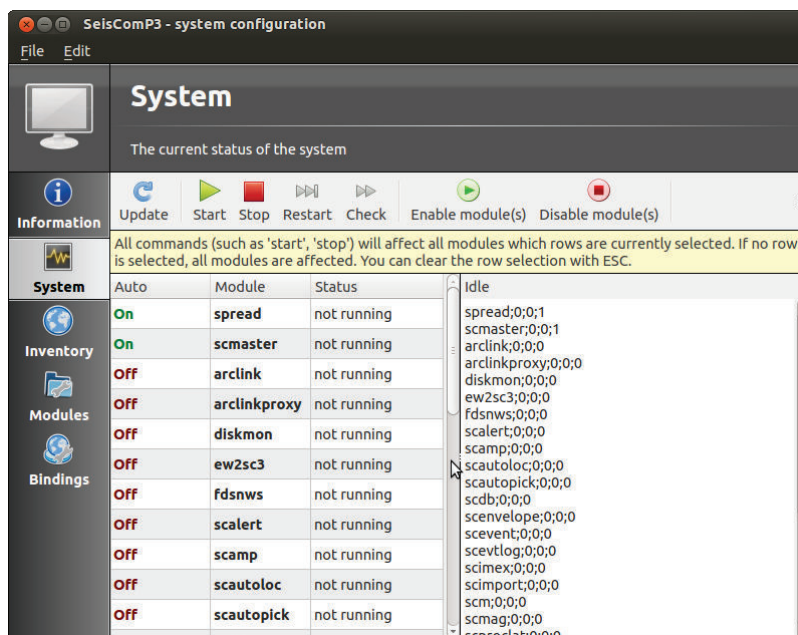 SeisComP3 - system configuration
File Edit
System
The current status of the system
Information
System
Inventory
Modules
Bindings
Update Start Stop Restart Check Enable module(s) Disable module(s)
All commands (such as 'start', 'stop') will affect all modules which rows are currently selected. If no row
is selected, all modules are affected. You can clear the row selection with ESC.
Auto Module Status
On spread not running
On scmaster not running
Off arclink not running
Off arclinkproxy not running
Off diskmon not running
Off ew2sc3 not running
Off fdsnws not running
Off scalert not running
Off scamp not running
Off scautoloc not running
Off scautopick not running
Idle
spread;0;0;1
scmaster;0;0;1
arclink;0;0;0
arclinkproxy;0;0;0
diskmon;0;0;0
ew2sc3;0;0;0
fdsnws;0;0;0
scalert;0;0;0
scamp;0;0;0
scautoloc;0;0;0
scautopick;0;0;0
scdb;0;0;0
scenvelope;0;0;0
scevent;0;0;0
scevtlog;0;0;0
scimex;0;0;0
scimport;0;0;0
scm;0;0;0
scmag;0;0;0